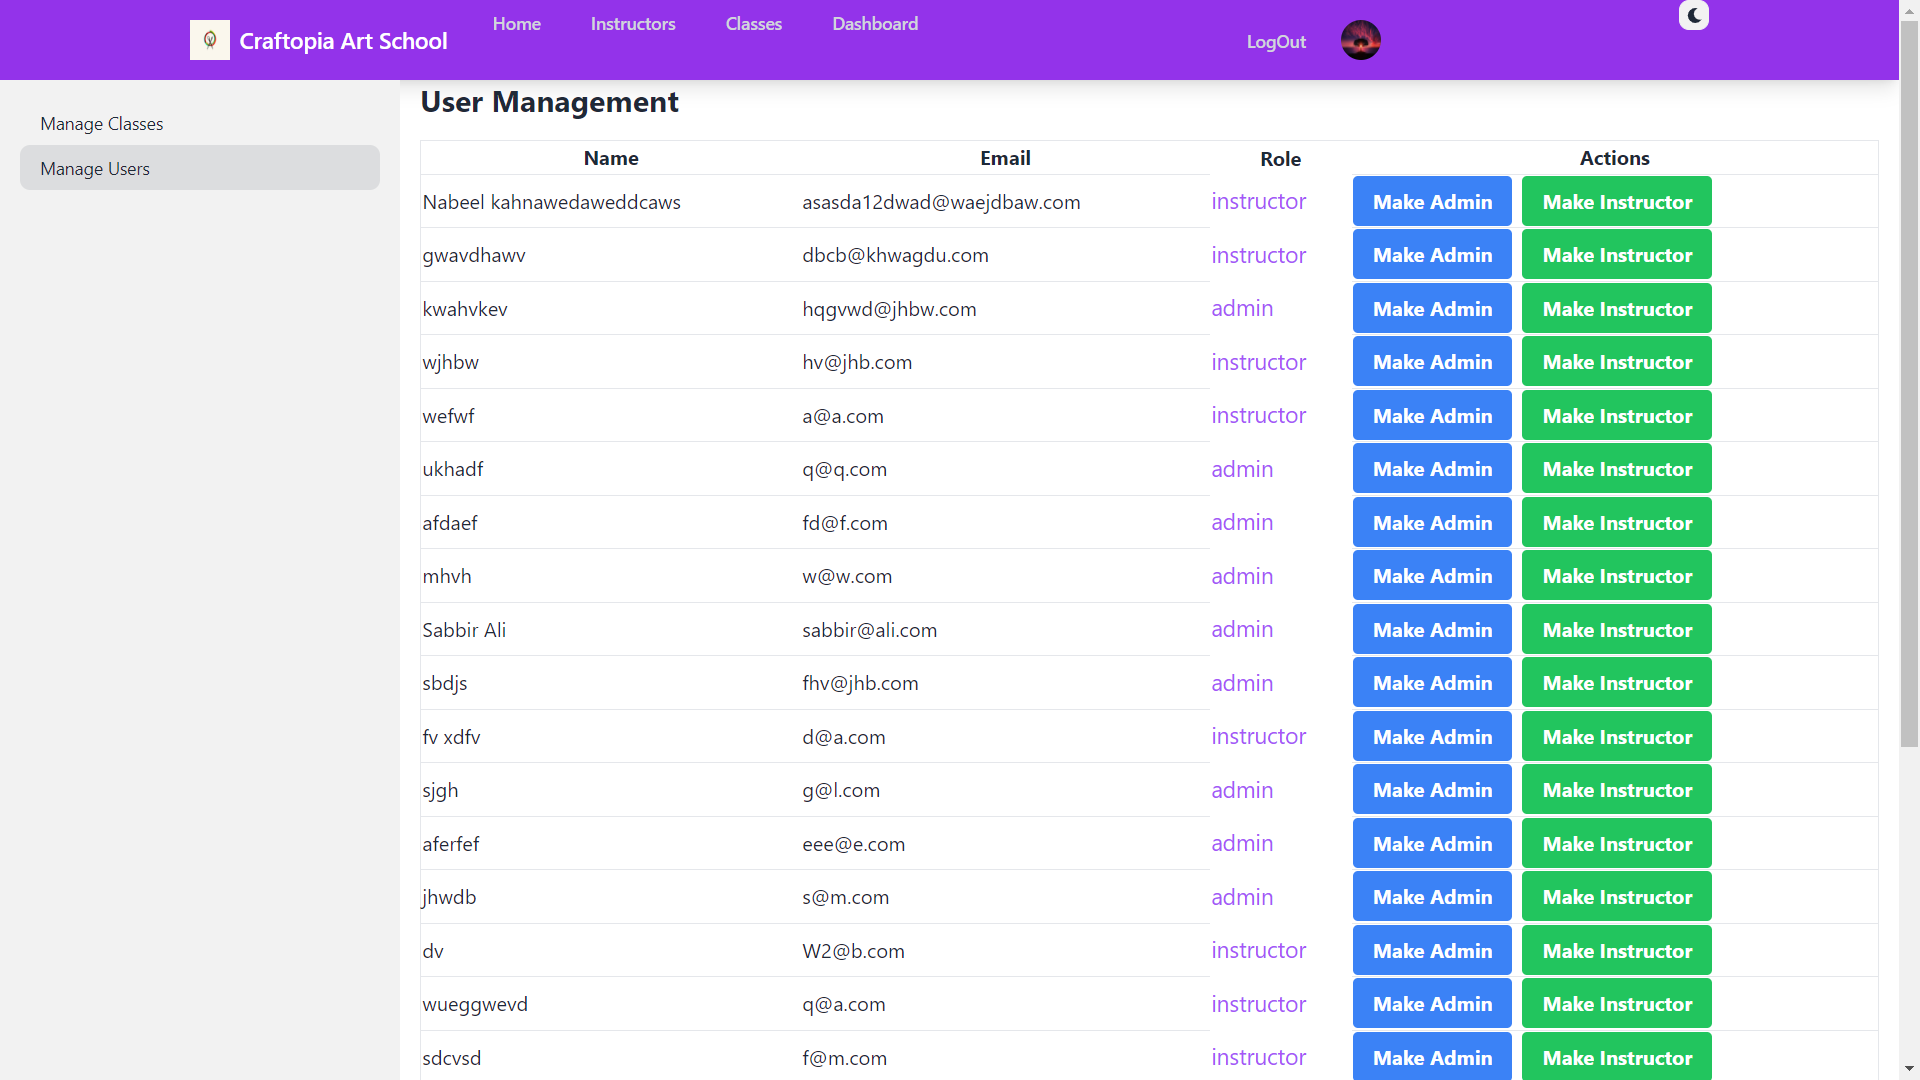 Craftopia Art School
Home Instructors Classes Dashboard
LogOut
Manage Classes
Manage Users
User Management
Name Email Role Actions
Nabeel kahnawedaweddcaws asasda12dwad@waejdbaw.com instructor Make Admin Make Instructor
gwavdhawv dbcb@khwagdu.com instructor Make Admin Make Instructor
kwahvkev hqgvwd@jhbw.com admin Make Admin Make Instructor
wjhbw hv@jhb.com instructor Make Admin Make Instructor
wefwf a@a.com instructor Make Admin Make Instructor
ukhadf q@q.com admin Make Admin Make Instructor
afdaef fd@f.com admin Make Admin Make Instructor
mhvh w@w.com admin Make Admin Make Instructor
Sabbir Ali sabbir@ali.com admin Make Admin Make Instructor
sbdjs fhv@jhb.com admin Make Admin Make Instructor
fv xdfv d@a.com instructor Make Admin Make Instructor
sjgh g@l.com admin Make Admin Make Instructor
aferfef eee@e.com admin Make Admin Make Instructor
jhwdb s@m.com admin Make Admin Make Instructor
dv W2@b.com instructor Make Admin Make Instructor
wueggwevd q@a.com instructor Make Admin Make Instructor
sdcvsd f@m.com instructor Make Admin Make Instructor